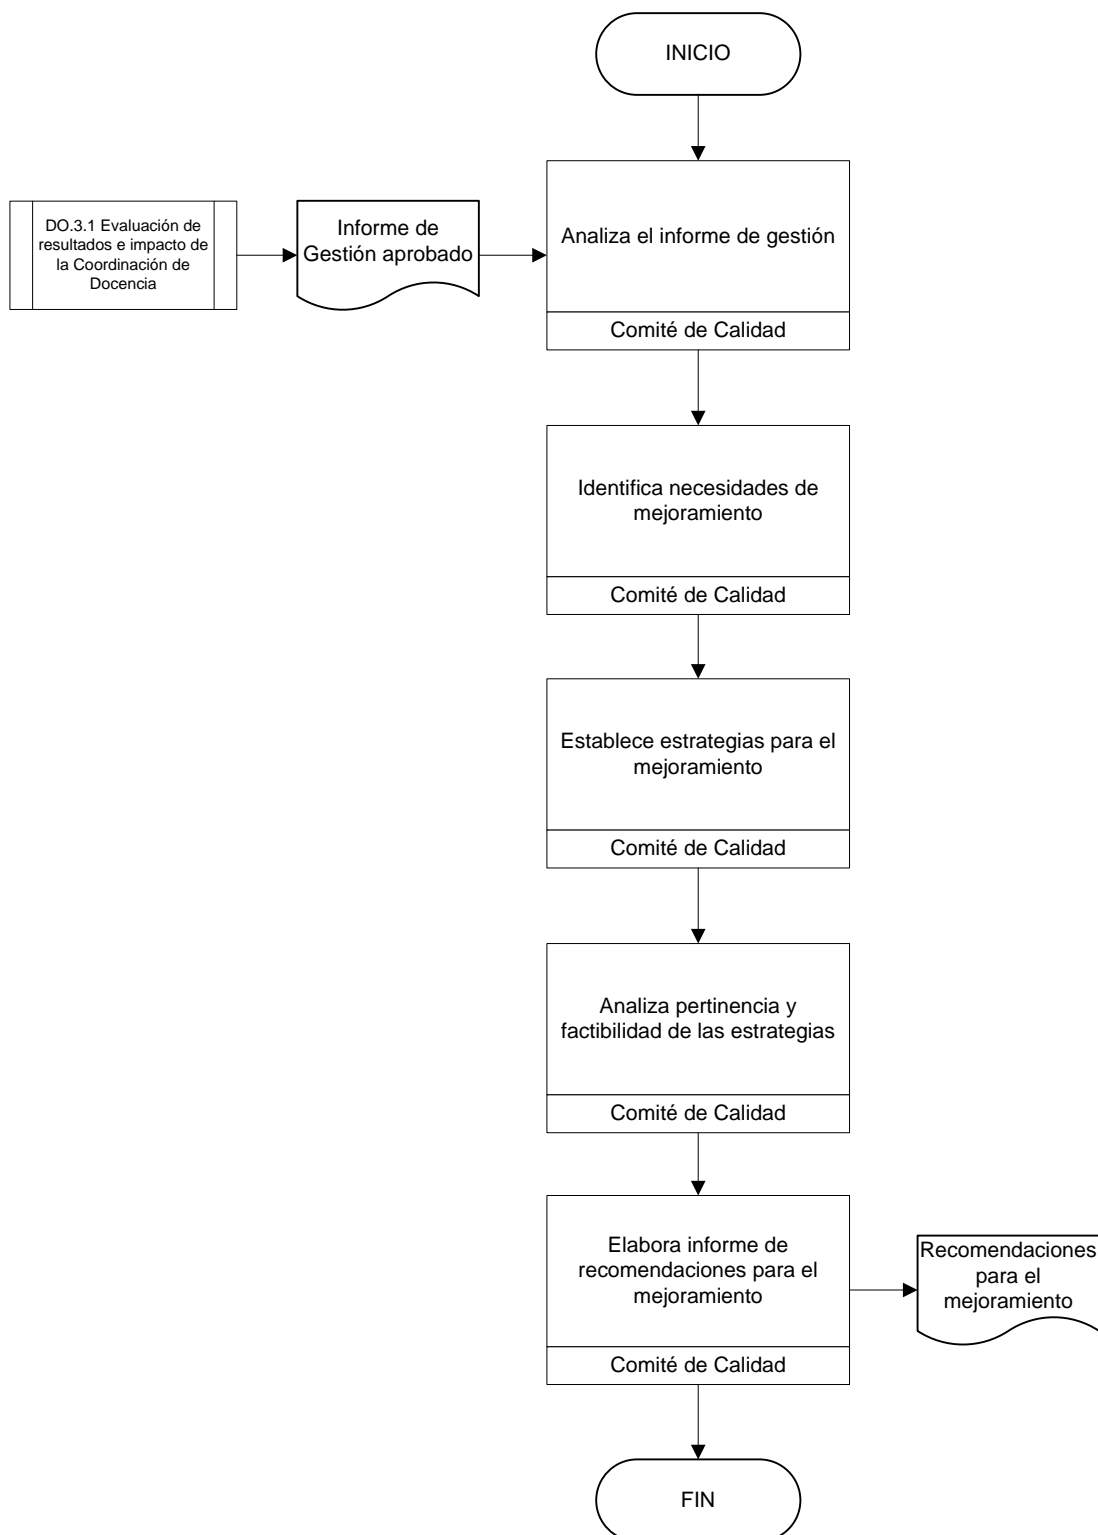 INICIO
DO.3.1 Evaluación de
resultados e impacto de
la Coordinación de
Docencia
Informe de
Gestión aprobado
Analiza el informe de gestión
Comité de Calidad
Identifica necesidades de
mejoramiento
Comité de Calidad
Establece estrategias para el
mejoramiento
Comité de Calidad
Analiza pertinencia y
factibilidad de las estrategias
Comité de Calidad
Elabora informe de
recomendaciones para el
mejoramiento
Comité de Calidad
Recomendaciones
para el
mejoramiento
FIN